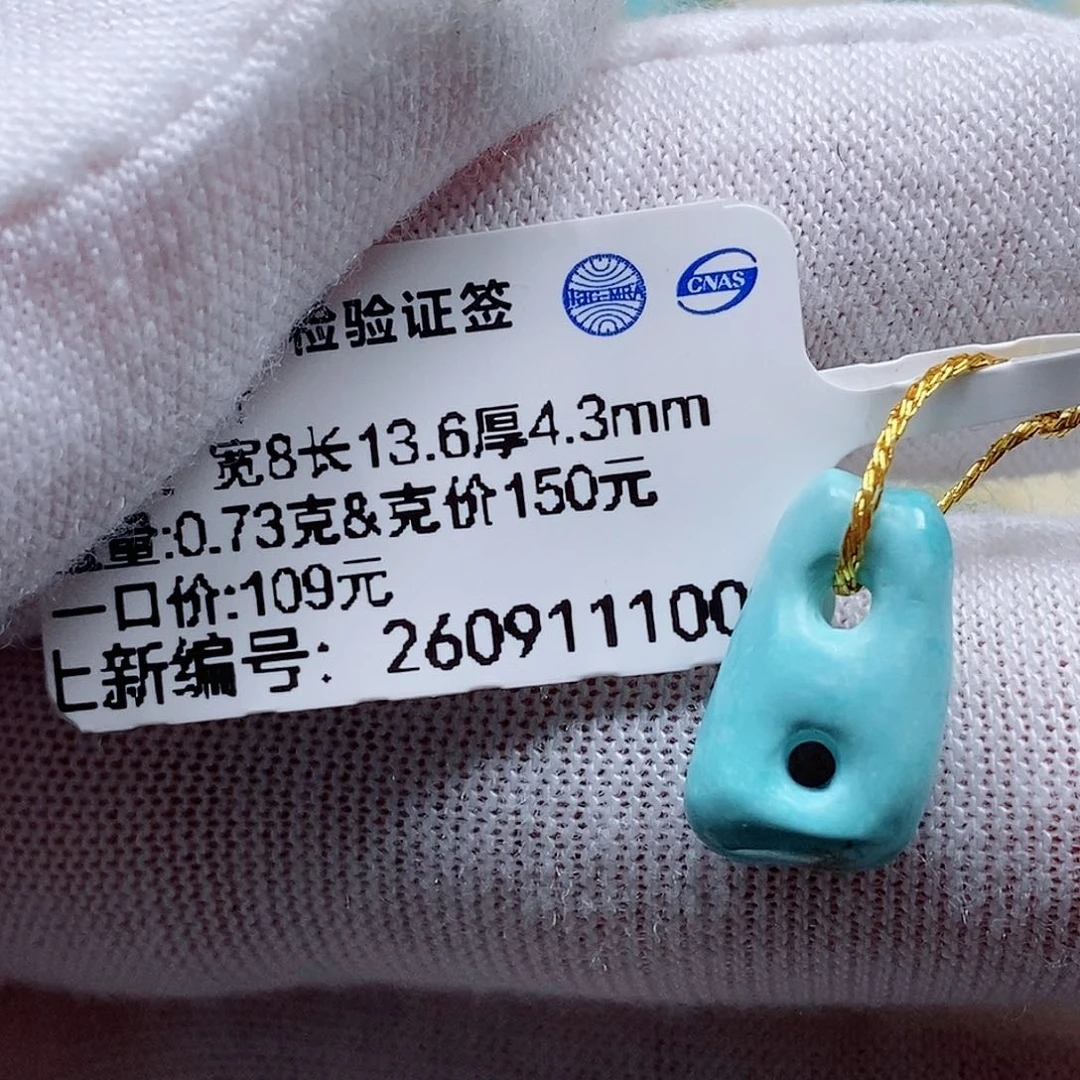 检验证签
CNAS
宽8长13.6厚4.3mm
重:0.73克&克价150元
一口价:109元
上新编号: 260911100